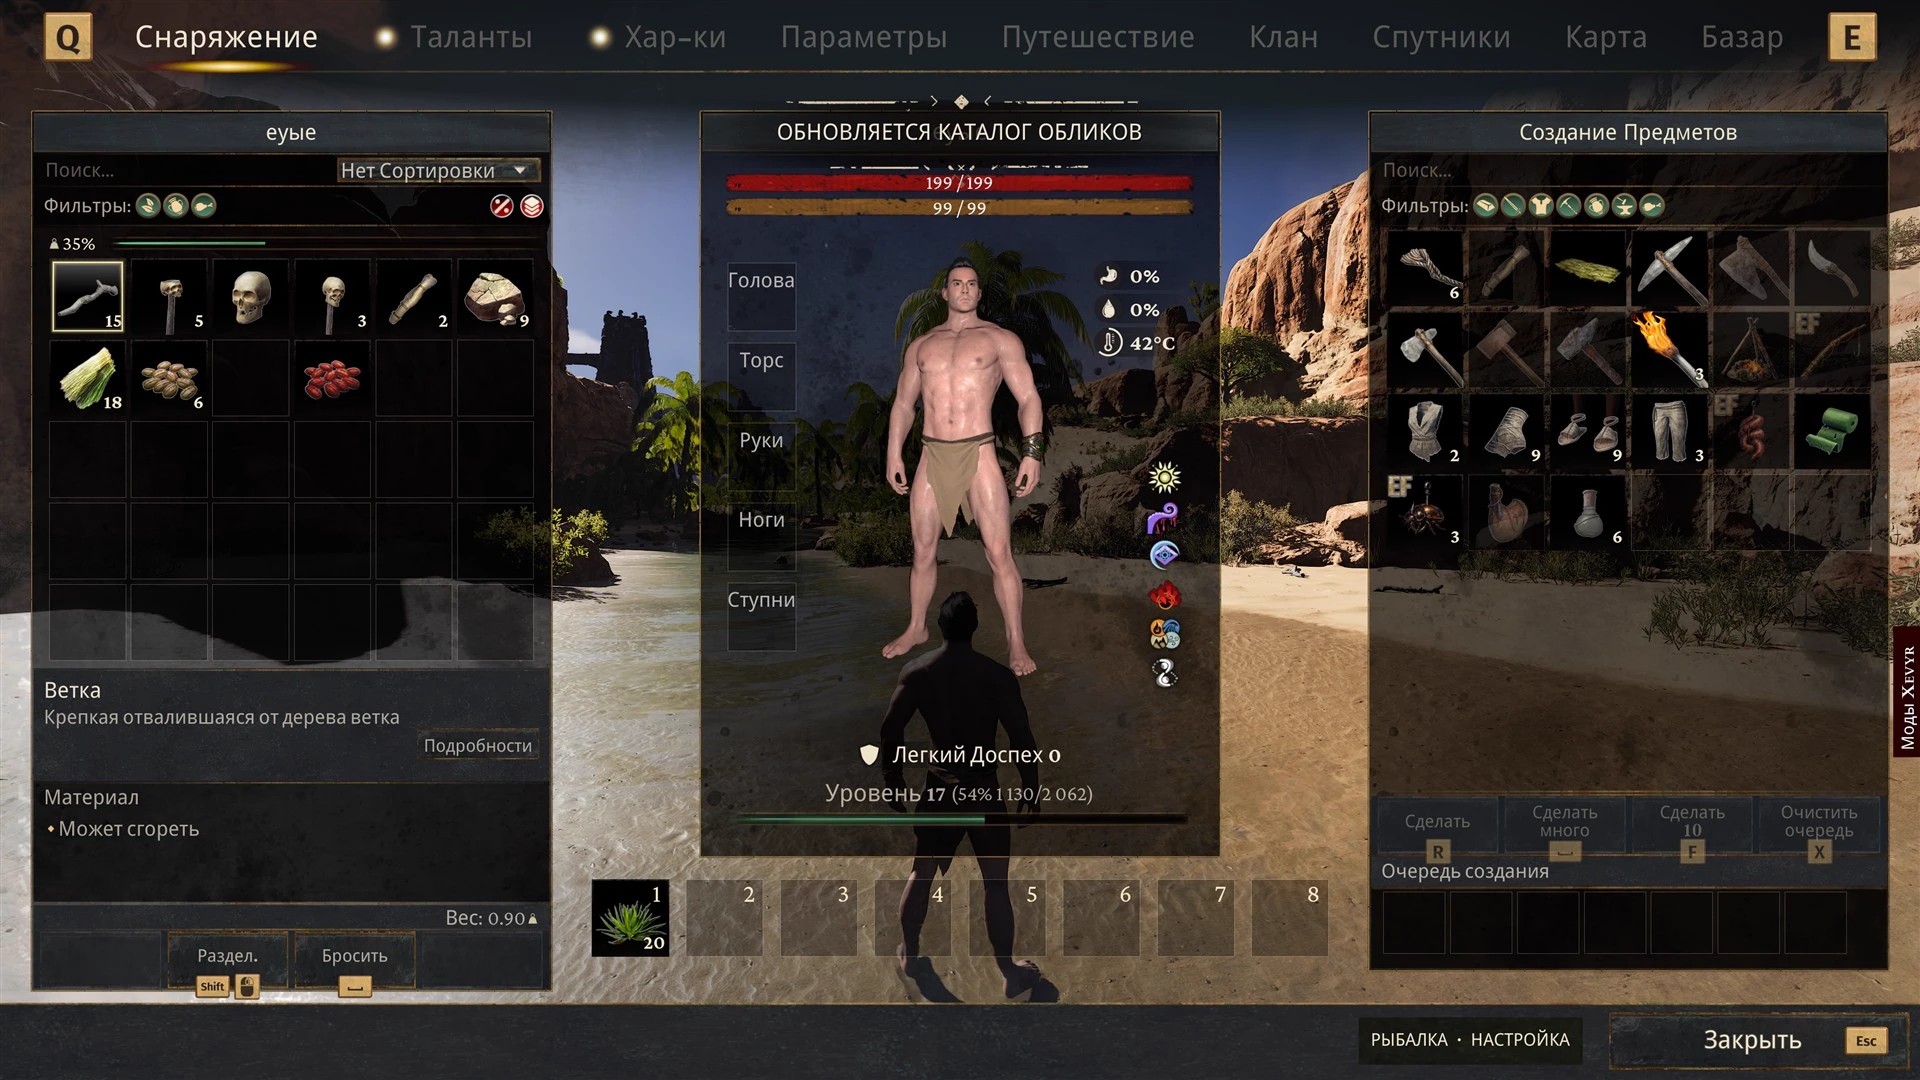 Q
Снаряжение
Таланты
Хар-ки
Параметры
Путешествие
Клан
Спутники
Карта
Базар
E
еуые
Поиск...
Нет Сортировки
Фильтры:
35%
15
5
3
2
9
18
6
Ветка
Крепкая отвалившаяся от дерева ветка
Подробности
Материал
Может сгореть
Вес: 0.90
Раздел.
Shift
Бросить
ОБНОВЛЯЕТСЯ КАТАЛОГ ОБЛИКОВ
199 / 199
99 / 99
Голова
Торс
Руки
Ноги
Ступни
0%
0%
42°C
Легкий Доспех 0
Уровень 17 (54% 1 130/2 062)
1
20
2
3
4
5
6
7
8
Создание Предметов
Поиск...
Фильтры:
6
3
EF
2
9
9
3
EF
EF
3
6
Сделать
R
Сделать много
Сделать 10
F
Очистить очередь
X
Очередь создания
Моды XEVYR
РЫБАЛКА · НАСТРОЙКА
Закрыть
Esc